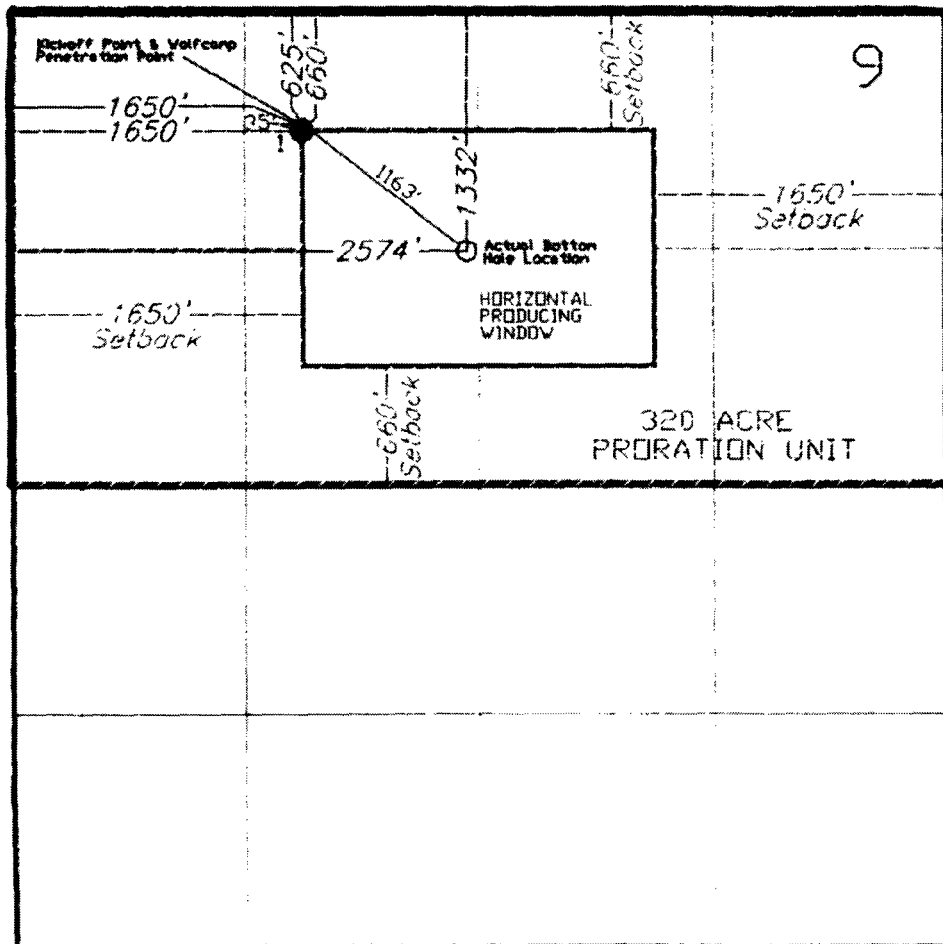 Kickoff Point & Wolfcamp
Penetration Point
625'
660'
660'
Setback
9
1650'
35'
1650'
1
1163'
1332'
1650'
Setback
2574'
Actual Bottom
Hole Location
HORIZONTAL
PRODUCING
WINDOW
1650'
Setback
660'
Setback
320 ACRE
PRORATION UNIT